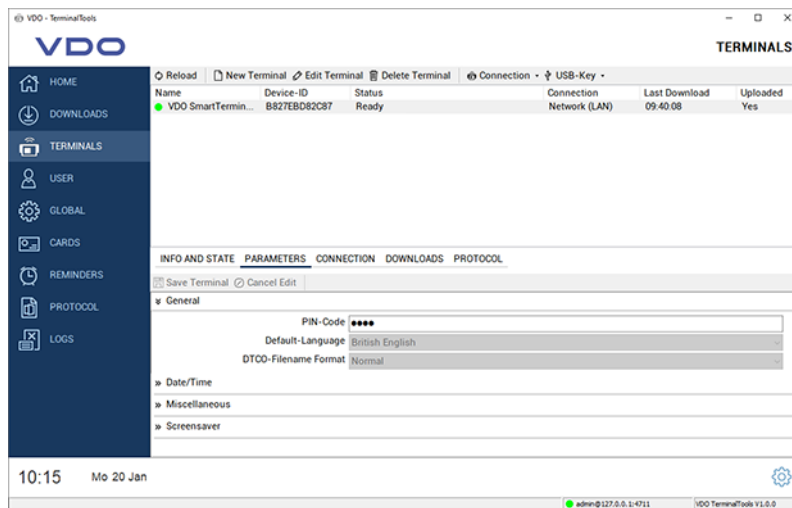 VDO - TerminalTools
VDO
TERMINALS
HOME
DOWNLOADS
TERMINALS
USER
GLOBAL
CARDS
REMINDERS
PROTOCOL
LOGS
Reload New Terminal Edit Terminal Delete Terminal Connection USB-Key
Name Device-ID Status Connection Last Download Uploaded
VDO SmartTermin... B827EBD82C87 Ready Network (LAN) 09:40:08 Yes
INFO AND STATE PARAMETERS CONNECTION DOWNLOADS PROTOCOL
Save Terminal Cancel Edit
General
PIN-Code ●●●●
Default-Language British English
DTCO-Filename Format Normal
Date/Time
Miscellaneous
Screensaver
10:15 Mo 20 Jan
admin@127.0.0.1:4711 VDO TerminalTools V1.0.0